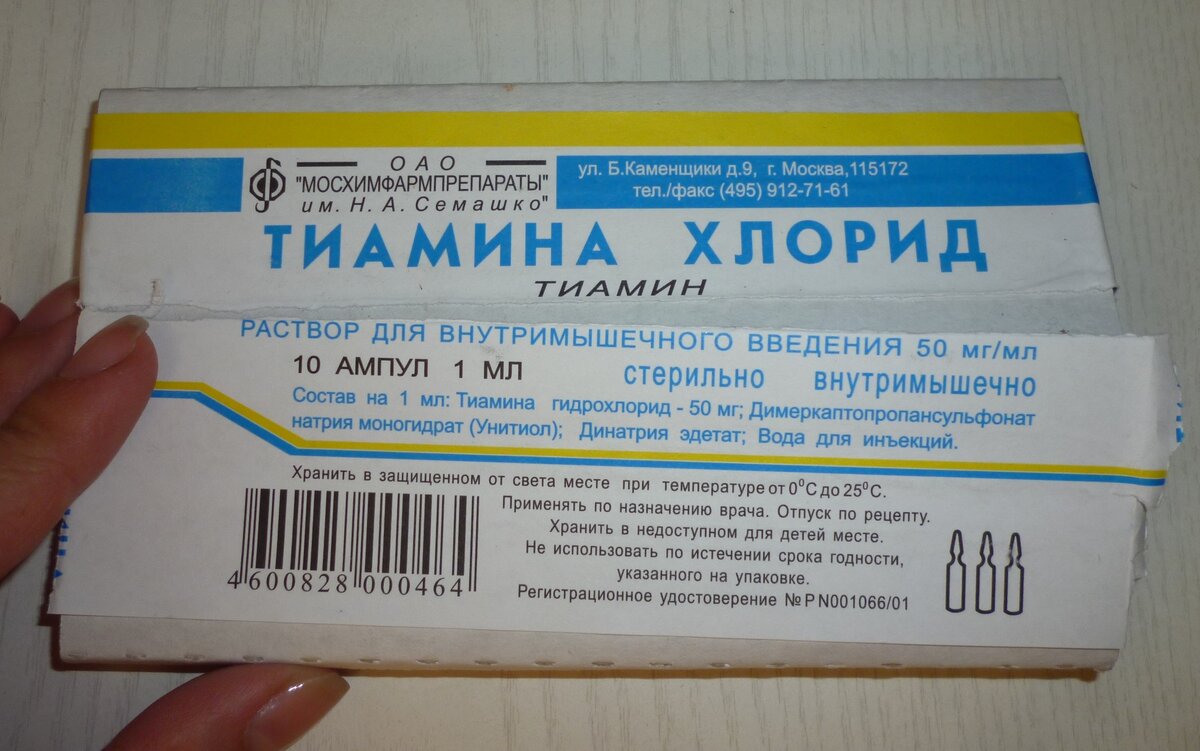 ОАО
"МОСХИМФАРМПРЕПАРАТЫ"
им. Н. А. Семашко"
ул. Б.Каменщики д.9, г. Москва,115172
тел./факс (495) 912-71-61
ТИАМИНА ХЛОРИД
ТИАМИН
РАСТВОР ДЛЯ ВНУТРИМЫШЕЧНОГО ВВЕДЕНИЯ 50 мг/мл
10 АМПУЛ 1 МЛ
стерильно внутримышечно
Состав на 1 мл: Тиамина гидрохлорид - 50 мг; Димеркаптопропансульфонат
натрия моногидрат (Унитиол); Динатрия эдетат; Вода для инъекций.
Хранить в защищенном от света месте при температуре от 0⁰C до 25⁰C.
Применять по назначению врача. Отпуск по рецепту.
Хранить в недоступном для детей месте.
Не использовать по истечении срока годности,
указанного на упаковке.
Регистрационное удостоверение №P N001066/01
4 600828 000464